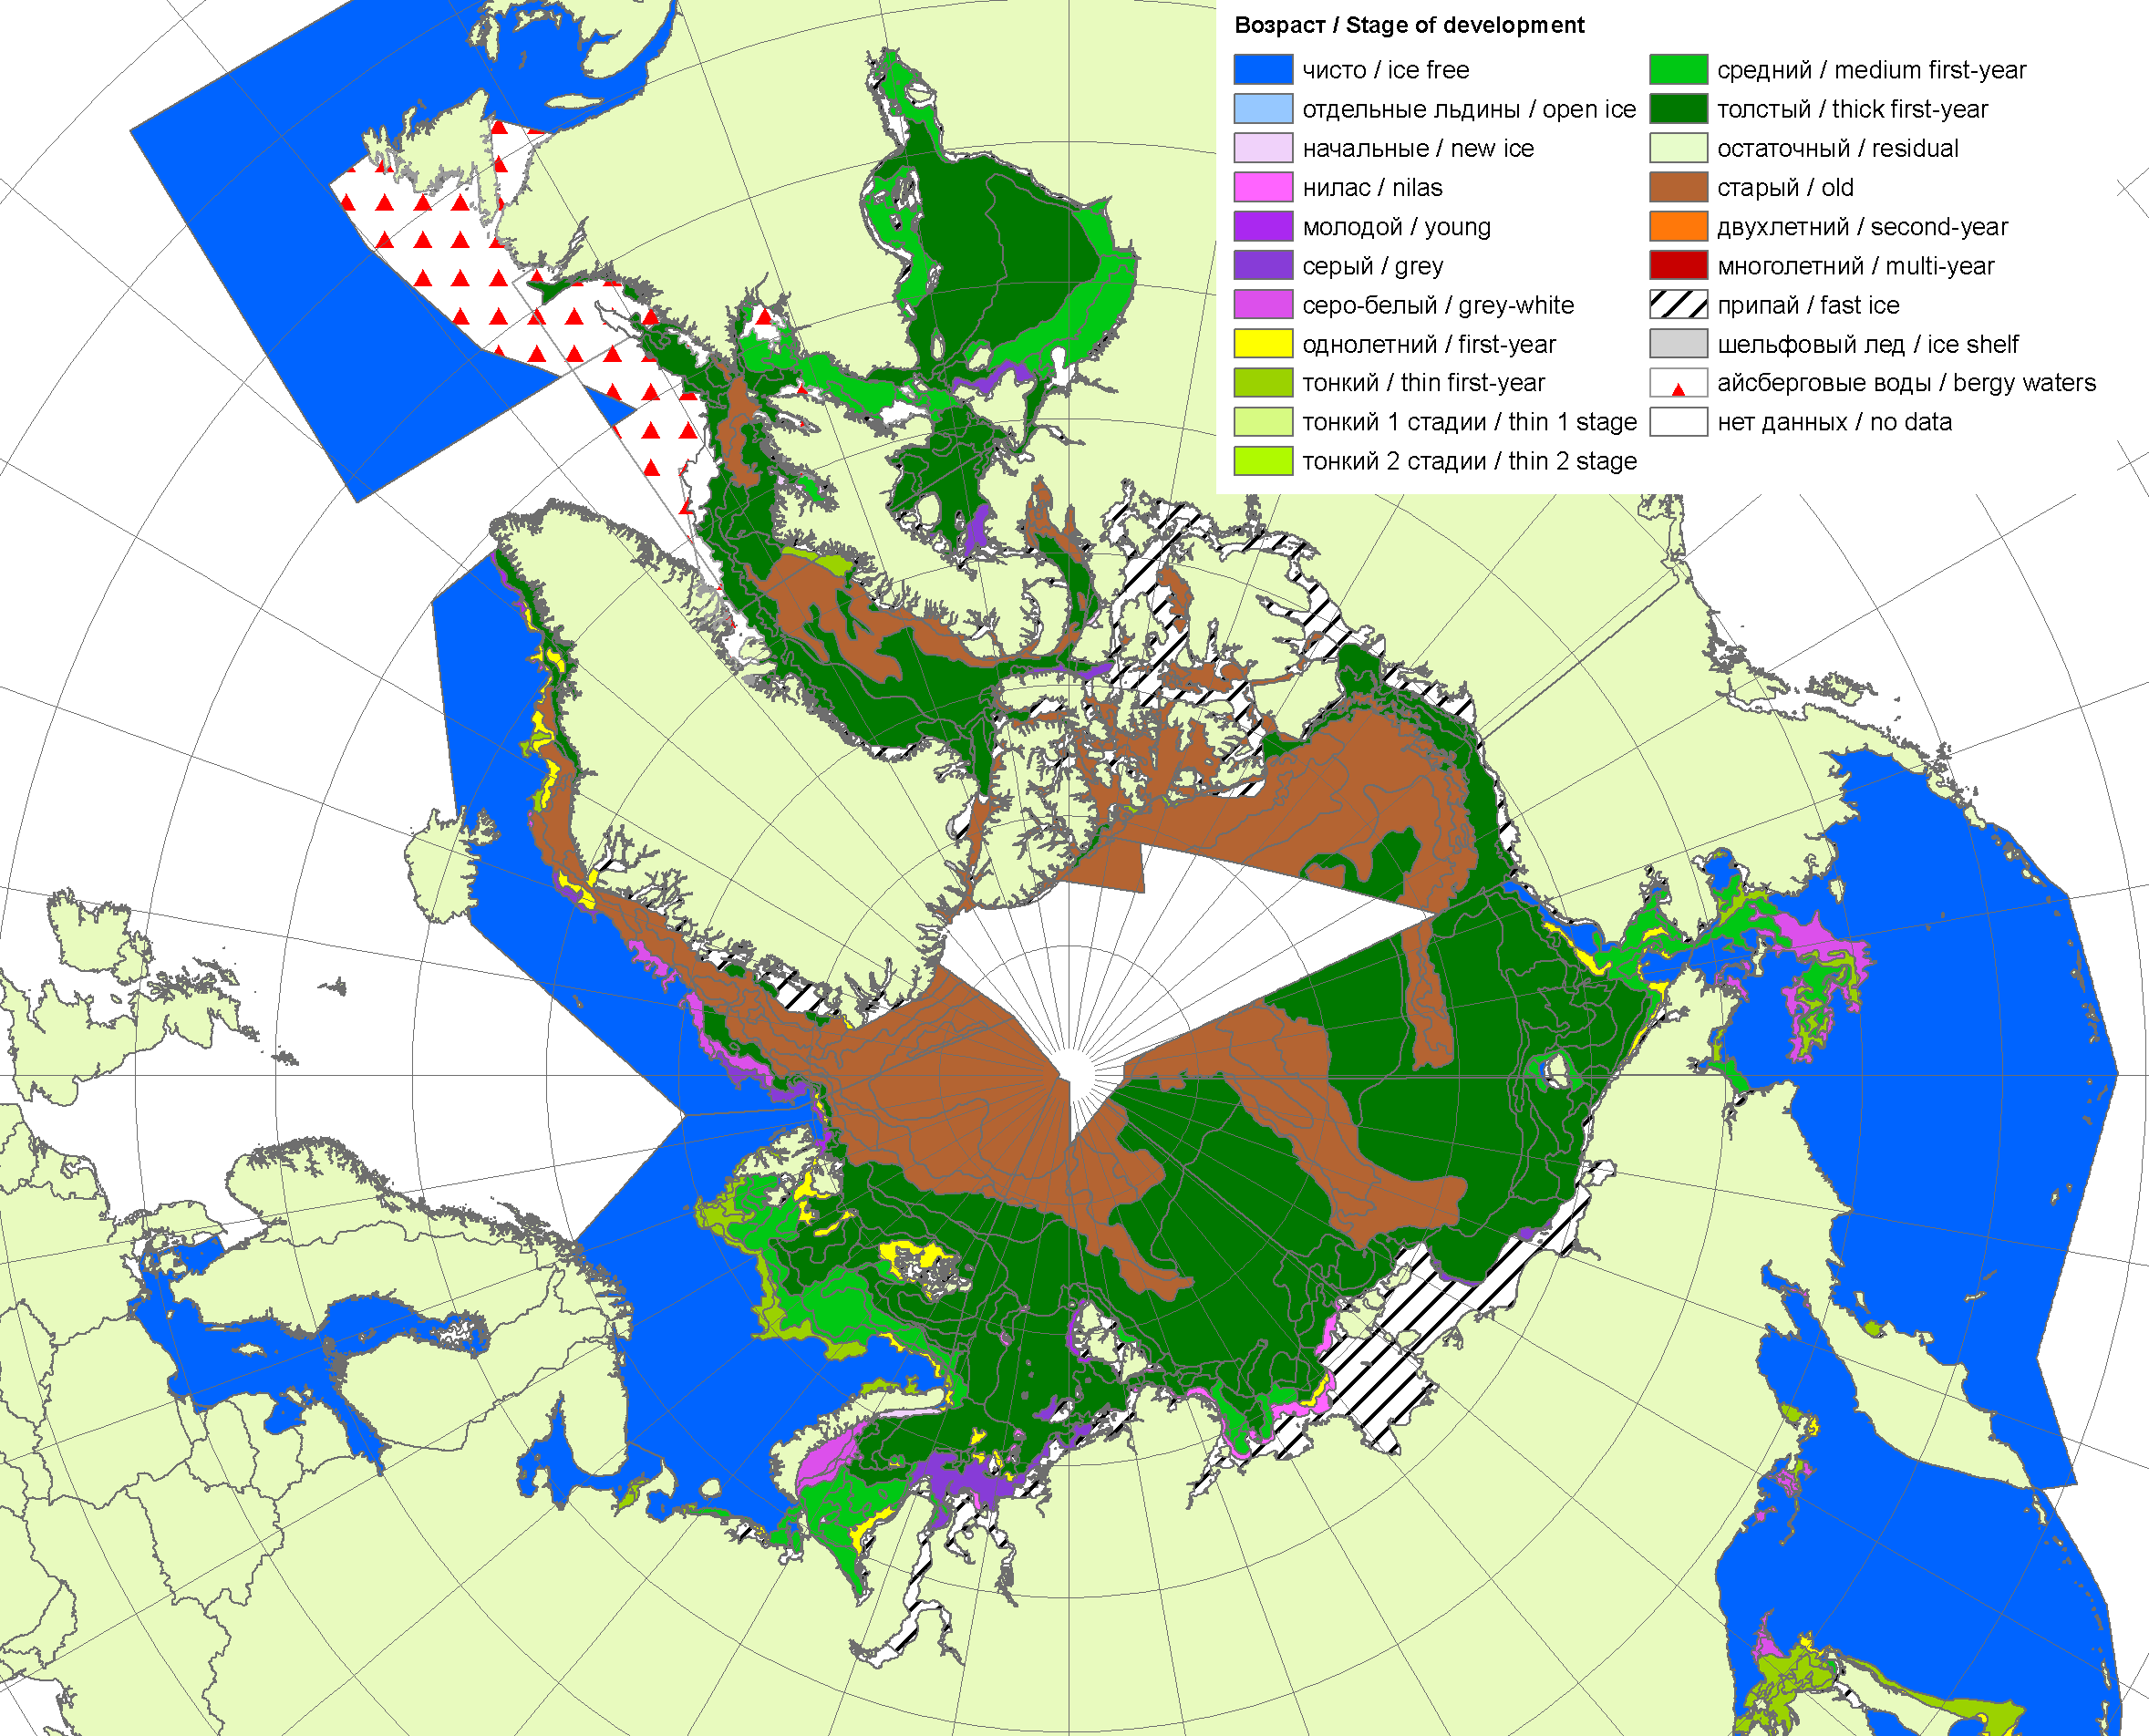 Возраст / Stage of development
чисто / ice free
отдельные льдины / open ice
начальные / new ice
нилас / nilas
молодой / young
серый / grey
серо-белый / grey-white
однолетний / first-year
тонкий / thin first-year
тонкий 1 стадии / thin 1 stage
тонкий 2 стадии / thin 2 stage
средний / medium first-year
толстый / thick first-year
остаточный / residual
старый / old
двухлетний / second-year
многолетний / multi-year
припай / fast ice
шельфовый лед / ice shelf
айсберговые воды / bergy waters
нет данных / no data